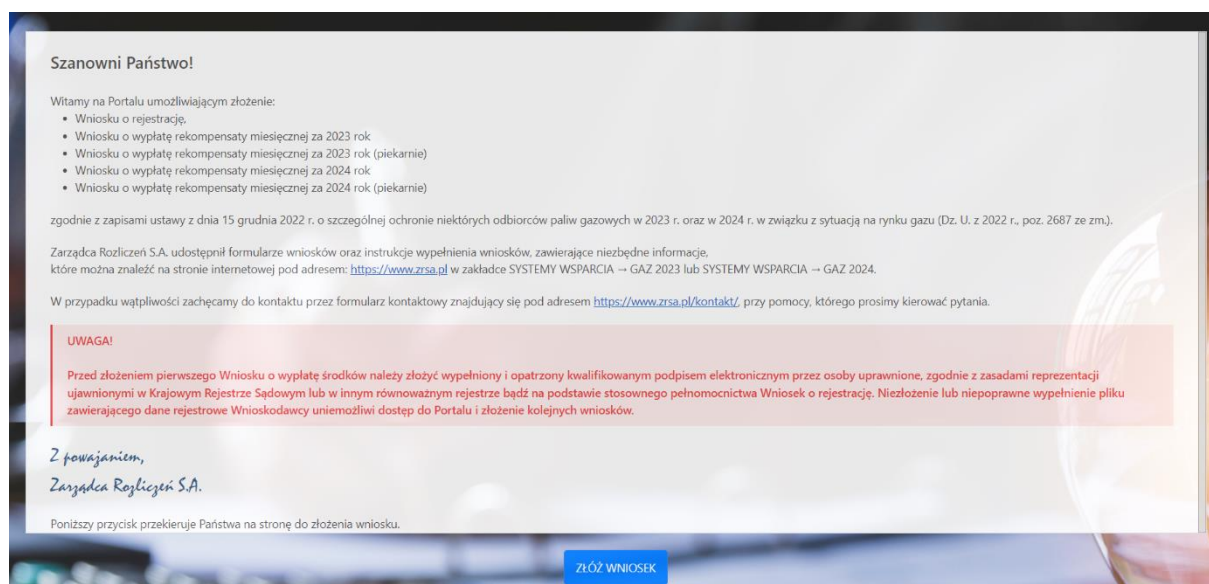 Szanowni Państwo!
Witamy na Portalu umożliwiającym złożenie:
• Wniosku o rejestrację,
• Wniosku o wypłatę rekompensaty miesięcznej za 2023 rok
• Wniosku o wypłatę rekompensaty miesięcznej za 2023 rok (piekarnie)
• Wniosku o wypłatę rekompensaty miesięcznej za 2024 rok
• Wniosku o wypłatę rekompensaty miesięcznej za 2024 rok (piekarnie)
zgodnie z zapisami ustawy z dnia 15 grudnia 2022 r. o szczególnej ochronie niektórych odbiorców paliw gazowych w 2023 r. oraz w 2024 r. w związku z sytuacją na rynku gazu (Dz. U. z 2022 r., poz. 2687 ze zm.).
Zarządca Rozliczeń S.A. udostępnił formularze wniosków oraz instrukcje wypełnienia wniosków, zawierające niezbędne informacje,
które można znaleźć na stronie internetowej pod adresem: https://www.zrsa.pl w zakładce SYSTEMY WSPARCIA → GAZ 2023 lub SYSTEMY WSPARCIA → GAZ 2024.
W przypadku wątpliwości zachęcamy do kontaktu przez formularz kontaktowy znajdujący się pod adresem https://www.zrsa.pl/kontakt/, przy pomocy, którego prosimy kierować pytania.
UWAGA!
Przed złożeniem pierwszego Wniosku o wypłatę środków należy złożyć wypełniony i opatrzony kwalifikowanym podpisem elektronicznym przez osoby uprawnione, zgodnie z zasadami reprezentacji
ujawnionymi w Krajowym Rejestrze Sądowym lub w innym równoważnym rejestrze bądź na podstawie stosownego pełnomocnictwa Wniosek o rejestrację. Niezłożenie lub niepoprawne wypełnienie pliku
zawierającego dane rejestrowe Wnioskodawcy uniemożliwi dostęp do Portalu i złożenie kolejnych wniosków.
Z poważaniem,
Zarządca Rozliczeń S.A.
Poniższy przycisk przekieruje Państwa na stronę do złożenia wniosku.
ZŁÓŻ WNIOSEK